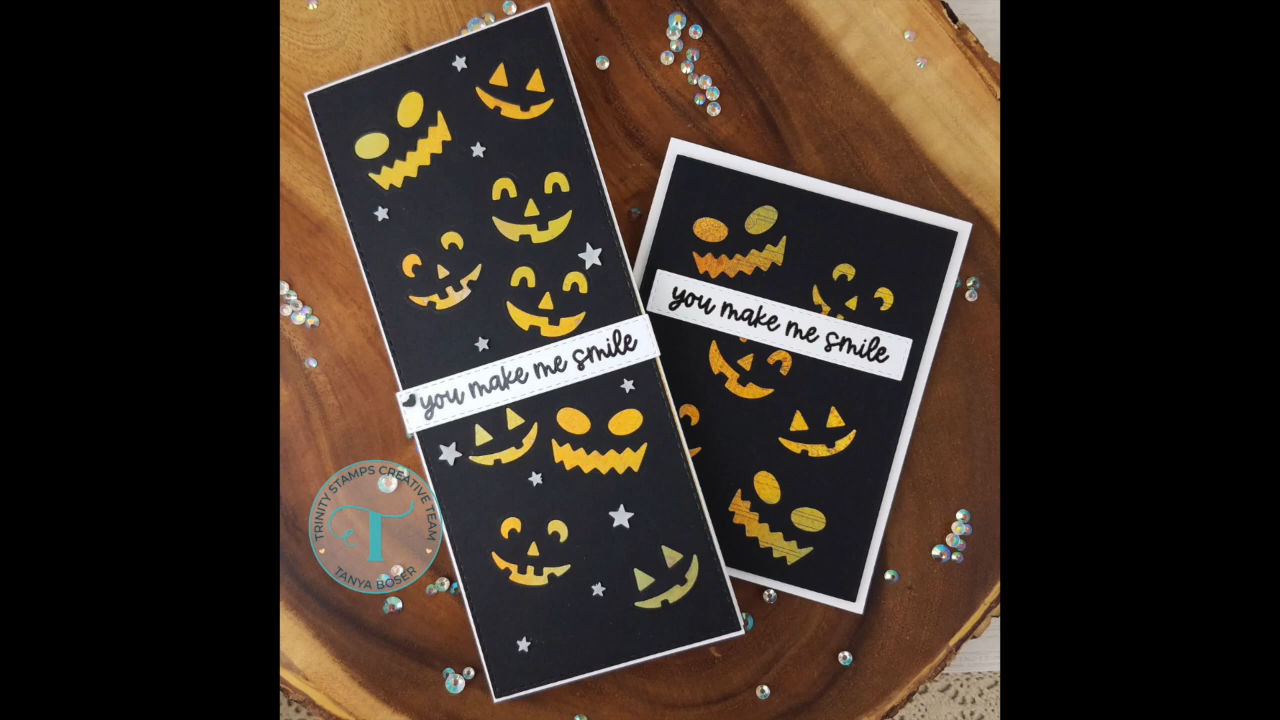 you make me smile
you make me smile
TRINITY STAMPS CREATIVE TEAM
T
TANYA BOSER